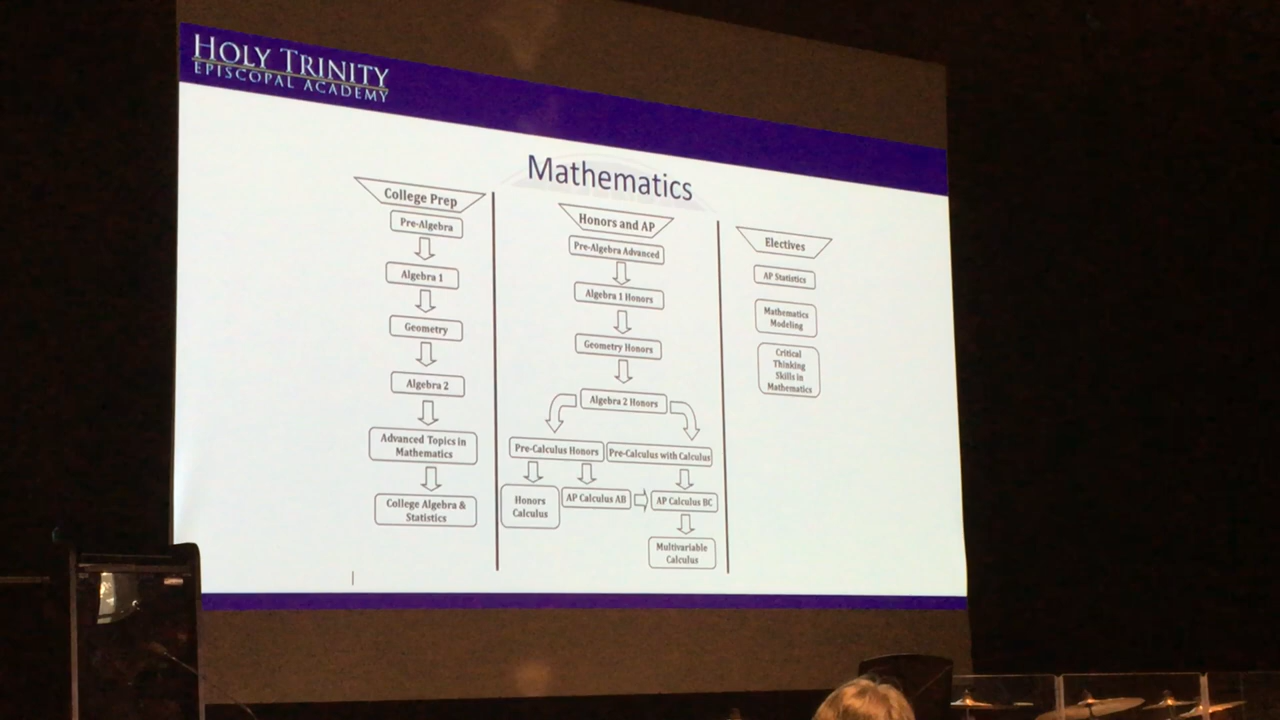 HOLY TRINITY
EPISCOPAL ACADEMY
Mathematics
College Prep
Pre-Algebra
Algebra 1
Geometry
Algebra 2
Advanced Topics in
Mathematics
College Algebra &
Statistics
Honors and AP
Pre-Algebra Advanced
Algebra 1 Honors
Geometry Honors
Algebra 2 Honors
Pre-Calculus Honors
Pre-Calculus with Calculus
Honors
Calculus
AP Calculus AB
AP Calculus BC
Multivariable
Calculus
Electives
AP Statistics
Mathematics
Modeling
Critical
Thinking
Skills in
Mathematics